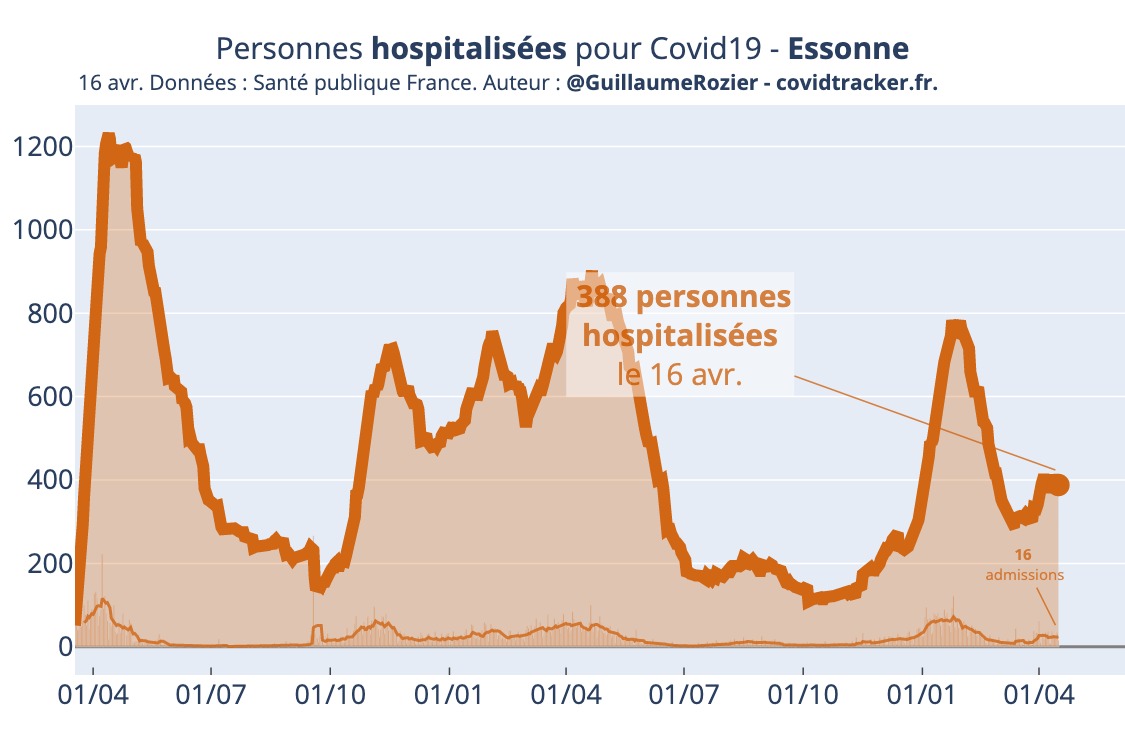 Personnes hospitalisées pour Covid19 - Essonne
16 avr. Données : Santé publique France. Auteur : @GuillaumeRozier - covidtracker.fr.
1200
1000
800
600
400
200
0
388 personnes
hospitalisées
le 16 avr.
16
admissions
01/04
01/07
01/10
01/01
01/04
01/07
01/10
01/01
01/04